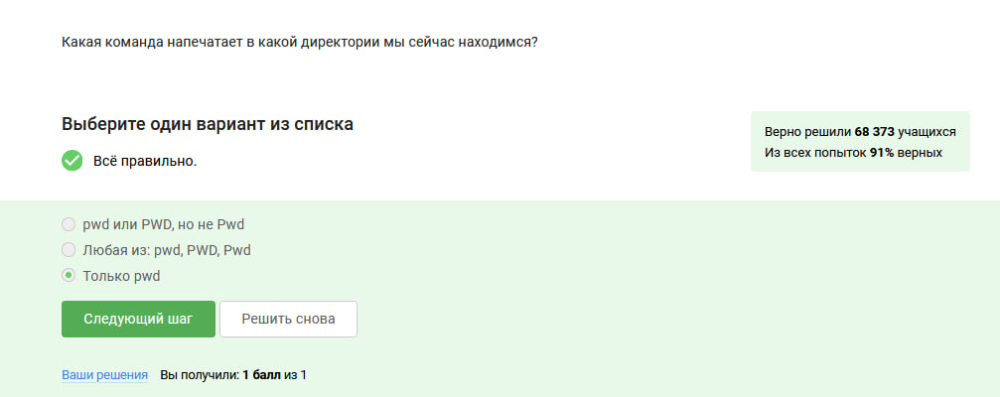 Какая команда напечатает в какой директории мы сейчас находимся?
Выберите один вариант из списка
Всё правильно.
Верно решили 68 373 учащихся
Из всех попыток 91% верных
pwd или PWD, но не Pwd
Любая из: pwd, PWD, Pwd
Только pwd
Следующий шаг Решить снова
Ваши решения Вы получили: 1 балл из 1